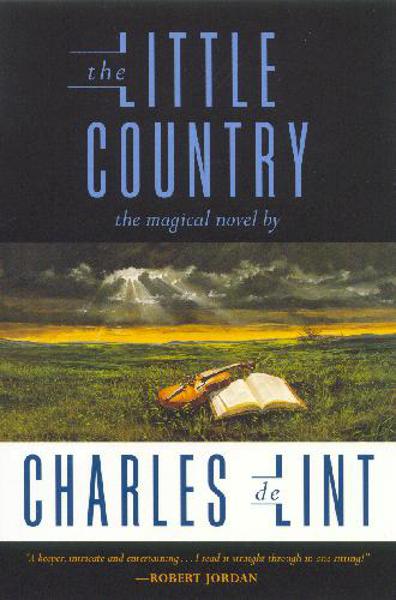 the LITTLE
COUNTRY
the magical novel by
CHARLES de LINT
"A keeper, intricate and entertaining . . . I read it straight through in one sitting!"
—ROBERT JORDAN